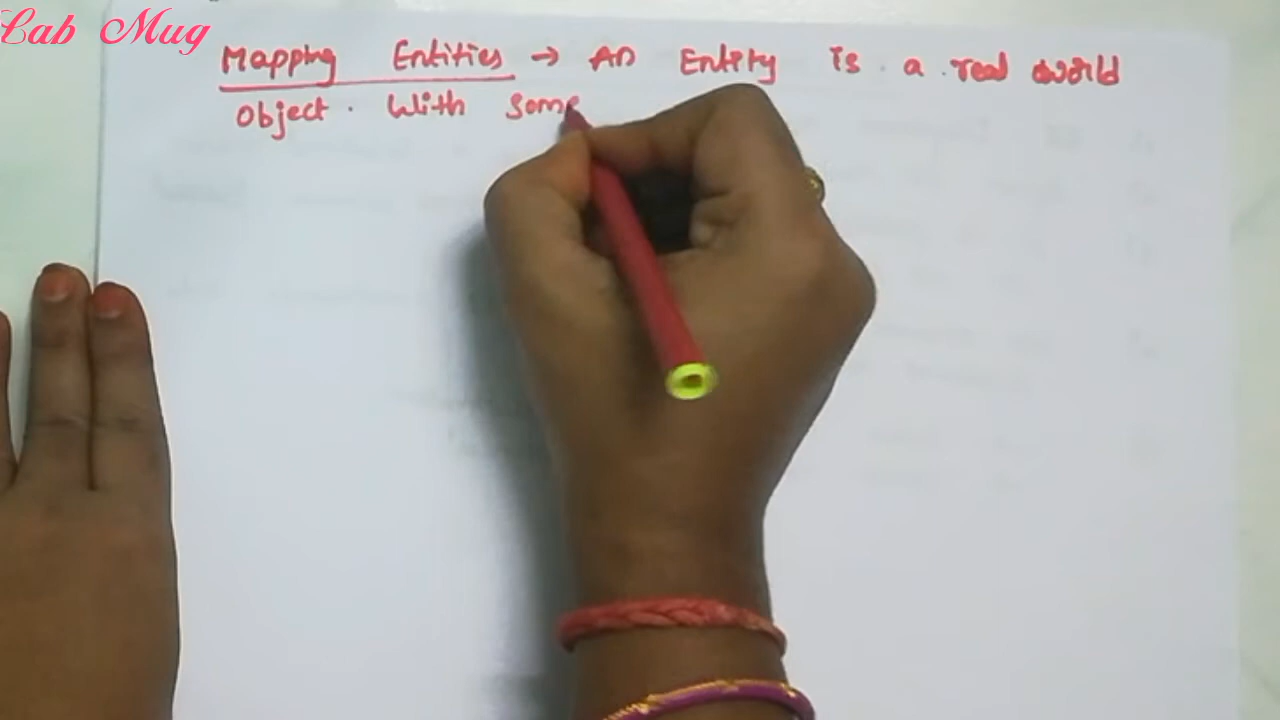 Lab Mug
Mapping Entities → An Entity is a real world
object. With some